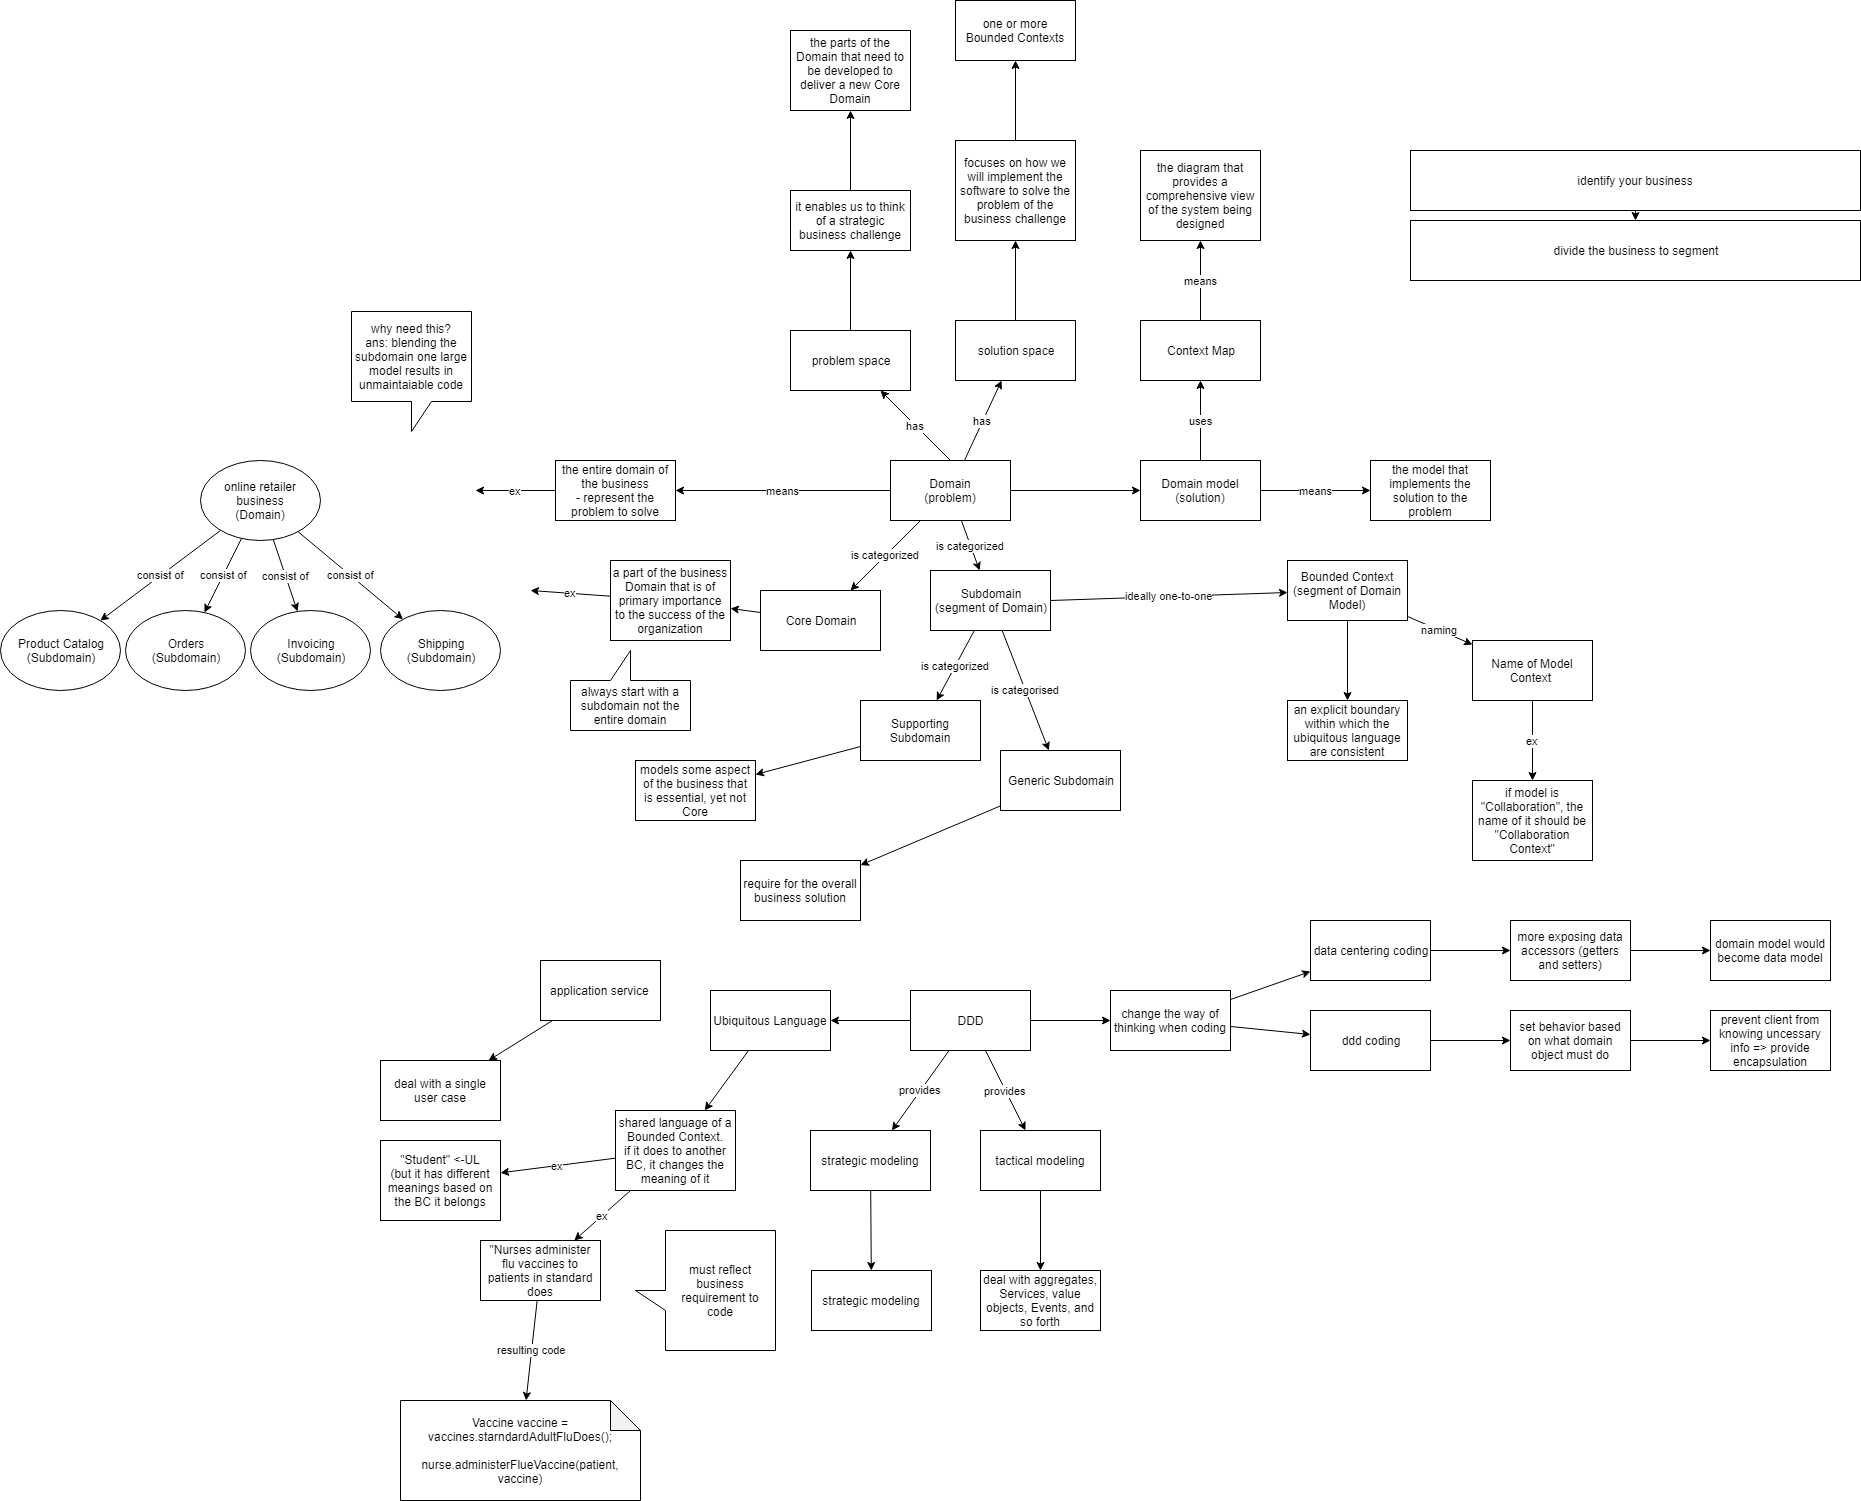 one or more
Bounded Contexts
the parts of the
Domain that need to
be developed to
deliver a new Core
Domain
focuses on how we
will implement the
software to solve the
problem of the
business challenge
the diagram that
provides a
comprehensive view
of the system being
designed
identify your business
divide the business to segment
it enables us to think
of a strategic
business challenge
means
why need this?
ans: blending the
subdomain one large
model results in
unmaintaiable code
problem space
solution space
Context Map
has
has
uses
online retailer
business
(Domain)
ex
the entire domain of
the business
- represent the
problem to solve
means
Domain
(problem)
Domain model
(solution)
means
the model that
implements the
solution to the
problem
consist of
consist of
consist of
consist of
is categorized
is categorized
Product Catalog
(Subdomain)
Orders
(Subdomain)
Invoicing
(Subdomain)
Shipping
(Subdomain)
ex
a part of the business
Domain that is of
primary importance
to the success of the
organization
Core Domain
Subdomain
(segment of Domain)
ideally one-to-one
Bounded Context
(segment of Domain
Model)
naming
Name of Model
Context
always start with a
subdomain not the
entire domain
is categorized
is categorised
Supporting
Subdomain
an explicit boundary
within which the
ubiquitous language
are consistent
ex
models some aspect
of the business that
is essential, yet not
Core
Generic Subdomain
if model is
"Collaboration", the
name of it should be
"Collaboration
Context"
require for the overall
business solution
data centering coding
more exposing data
accessors (getters
and setters)
domain model would
become data model
application service
Ubiquitous Language
DDD
change the way of
thinking when coding
ddd coding
set behavior based
on what domain
object must do
prevent client from
knowing uncessary
info => provide
encapsulation
deal with a single
user case
provides
provides
shared language of a
Bounded Context.
if it does to another
BC, it changes the
meaning of it
ex
"Student" <-UL
(but it has different
meanings based on
the BC it belongs
strategic modeling
tactical modeling
ex
"Nurses administer
flu vaccines to
patients in standard
does
must reflect
business
requirement to
code
strategic modeling
deal with aggregates,
Services, value
objects, Events, and
so forth
resulting code
Vaccine vaccine =
vaccines.starndardAdultFluDoes();
nurse.administerFlueVaccine(patient,
vaccine)